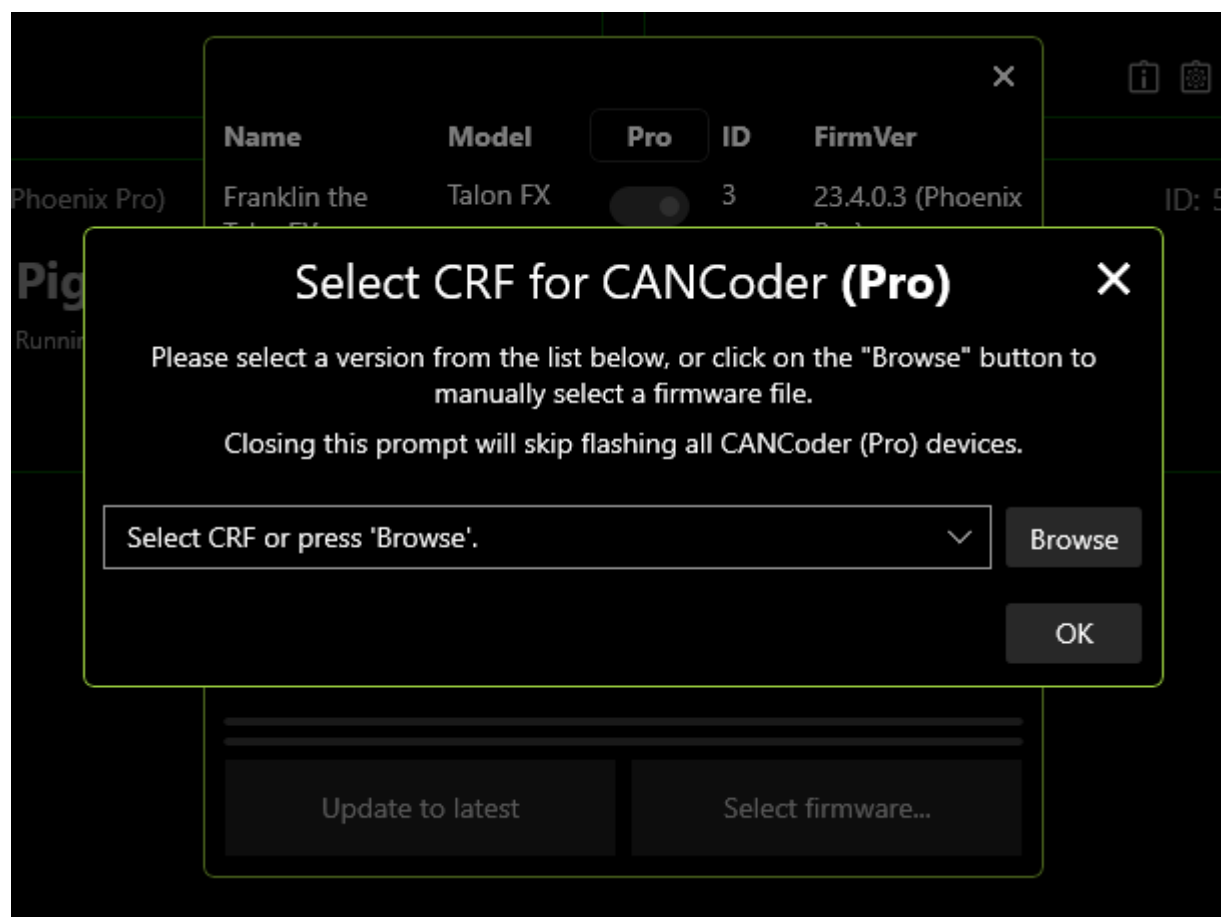 Name Model Pro ID FirmVer
Phoenix Pro) Franklin the Talon FX 3 23.4.0.3 (Phoenix ID: 5
Pig
Runnin
Select CRF for CANCoder (Pro)
Please select a version from the list below, or click on the "Browse" button to
manually select a firmware file.
Closing this prompt will skip flashing all CANCoder (Pro) devices.
Select CRF or press 'Browse'. Browse
OK
Update to latest Select firmware...